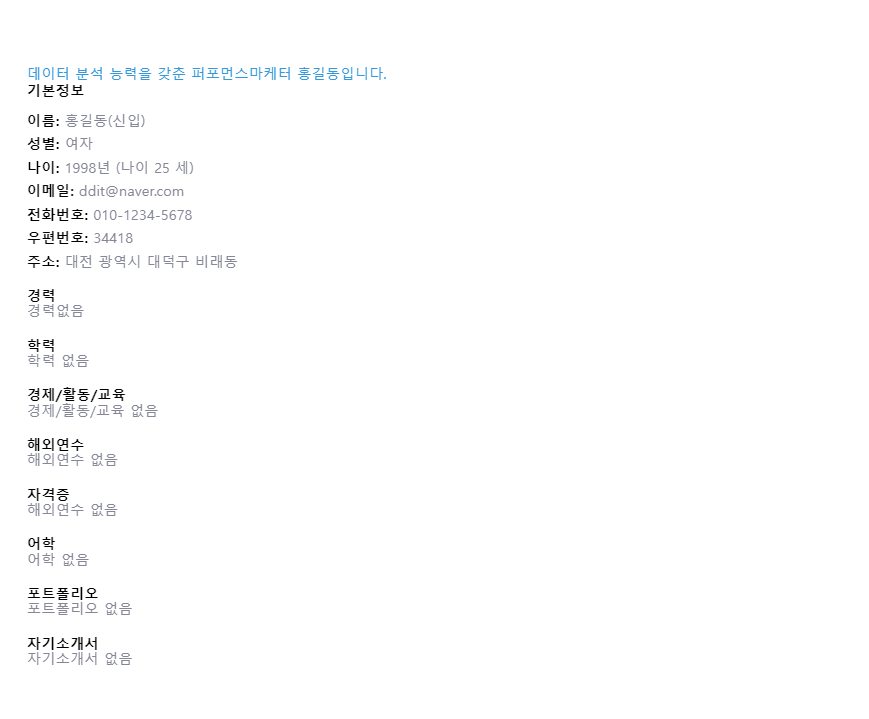 데이터 분석 능력을 갖춘 퍼포먼스마케터 홍길동입니다.
기본정보
이름: 홍길동(신입)
성별: 여자
나이: 1998년 (나이 25 세)
이메일: ddit@naver.com
전화번호: 010-1234-5678
우편번호: 34418
주소: 대전 광역시 대덕구 비래동
경력
경력없음
학력
학력 없음
경제/활동/교육
경제/활동/교육 없음
해외연수
해외연수 없음
자격증
해외연수 없음
어학
어학 없음
포트폴리오
포트폴리오 없음
자기소개서
자기소개서 없음